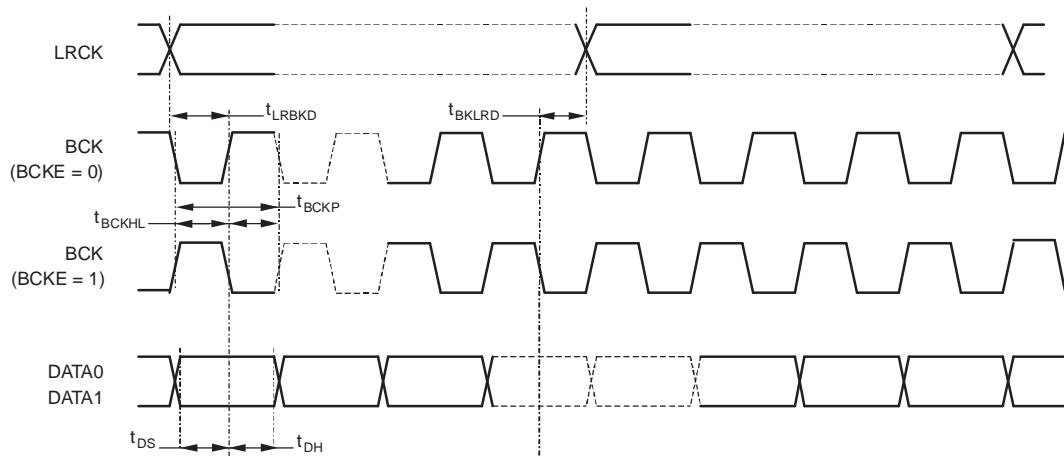 LRCK
t_LRBKD
t_BKLRD
BCK
(BCKE = 0)
t_BCKP
t_BCKHL
BCK
(BCKE = 1)
DATA0
DATA1
t_DS
t_DH